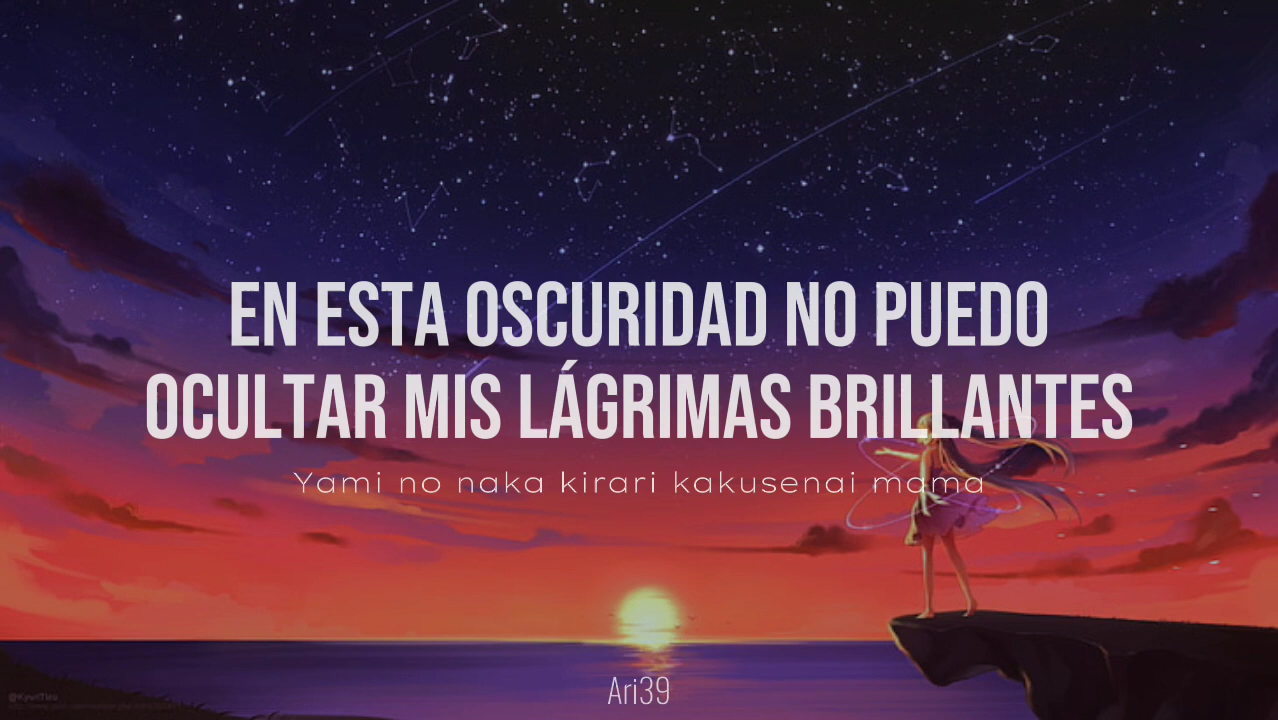 EN ESTA OSCURIDAD NO PUEDO
OCULTAR MIS LÁGRIMAS BRILLANTES
Yami no naka kirari kakusenai mama
Ari39